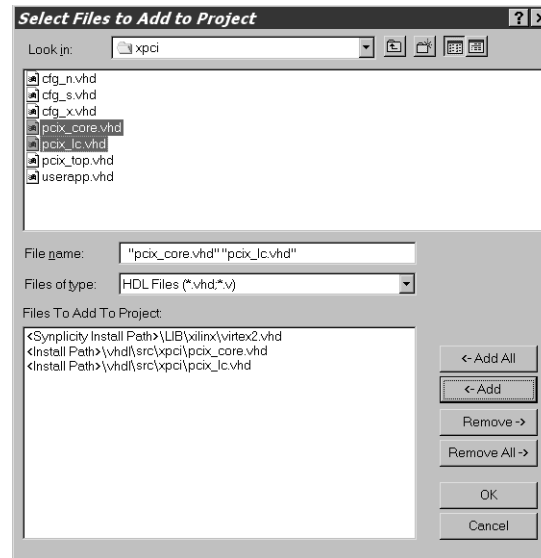 Select Files to Add to Project
Look in: xpci
cfg_n.vhd
cfg_s.vhd
cfg_x.vhd
pcix_core.vhd
pcix_lc.vhd
pcix_top.vhd
userapp.vhd
File name: "pcix_core.vhd" "pcix_lc.vhd"
Files of type: HDL Files (*.vhd;*.v)
Files To Add To Project:
<Synplicity Install Path>\LIB\xilinx\virtex2.vhd
<Install Path>\vhdl\src\xpci\pcix_core.vhd
<Install Path>\vhdl\src\xpci\pcix_lc.vhd
<- Add All
<- Add
Remove ->
Remove All ->
OK
Cancel